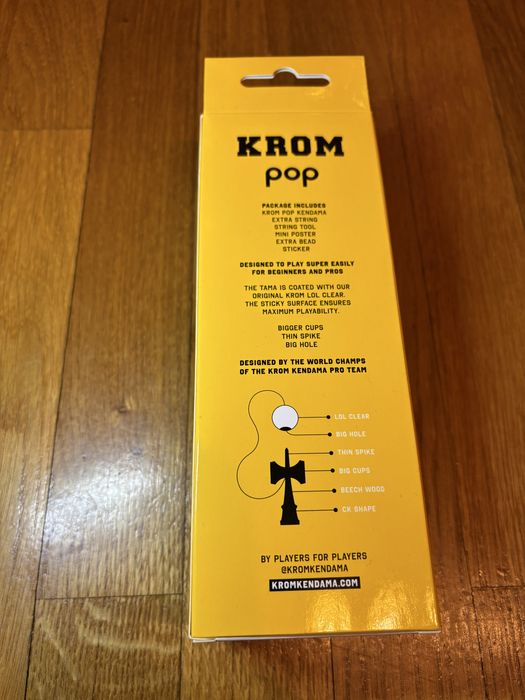 KROM
pop
PACKAGE INCLUDES
KROM POP KENDAMA
EXTRA STRING
STRING TOOL
MINI POSTER
EXTRA BEAD
STICKER
DESIGNED TO PLAY SUPER EASILY
FOR BEGINNERS AND PROS
THE TAMA IS COATED WITH OUR
ORIGINAL KROM LOL CLEAR.
THE STICKY SURFACE ENSURES
MAXIMUM PLAYABILITY.
BIGGER CUPS
THIN SPIKE
BIG HOLE
DESIGNED BY THE WORLD CHAMPS
OF THE KROM KENDAMA PRO TEAM
LOL CLEAR
BIG HOLE
THIN SPIKE
BIG CUPS
BEECH WOOD
CK SHAPE
BY PLAYERS FOR PLAYERS
@KROMKENDAMA
KROMKENDAMA.COM